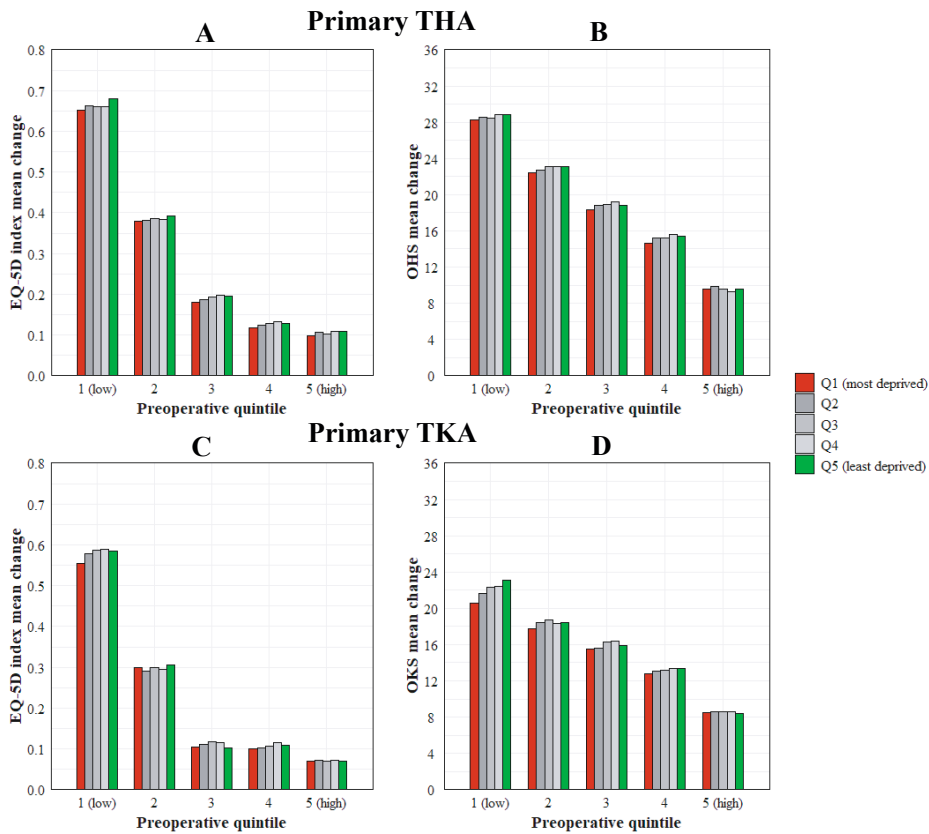 Primary THA
A
EQ-5D index mean change
0.8
0.7
0.6
0.5
0.4
0.3
0.2
0.1
0.0
1 (low) 2 3 4 5 (high)
Preoperative quintile
B
OHS mean change
36
32
28
24
20
16
12
8
4
0
1 (low) 2 3 4 5 (high)
Preoperative quintile
Q1 (most deprived)
Q2
Q3
Q4
Q5 (least deprived)
Primary TKA
C
EQ-5D index mean change
0.8
0.7
0.6
0.5
0.4
0.3
0.2
0.1
0.0
1 (low) 2 3 4 5 (high)
Preoperative quintile
D
OKS mean change
36
32
28
24
20
16
12
8
4
0
1 (low) 2 3 4 5 (high)
Preoperative quintile